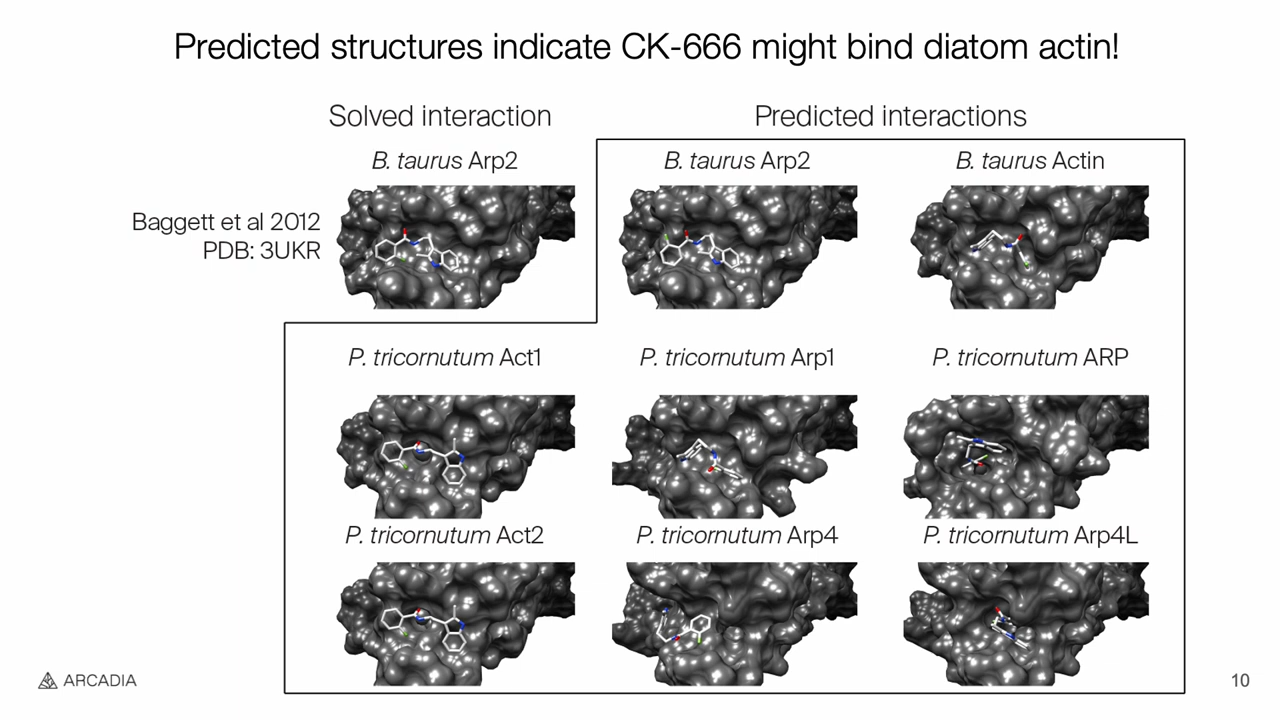 Predicted structures indicate CK-666 might bind diatom actin!
Solved interaction
Predicted interactions
B. taurus Arp2
B. taurus Arp2
B. taurus Actin
Baggett et al 2012
PDB: 3UKR
P. tricornutum Act1
P. tricornutum Arp1
P. tricornutum ARP
P. tricornutum Act2
P. tricornutum Arp4
P. tricornutum Arp4L
ARCADIA
10